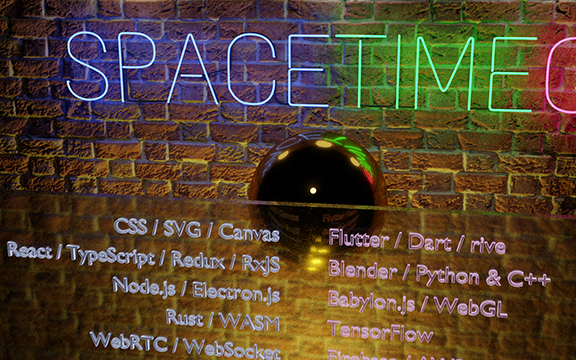 SPACETIME
CSS / SVG / Canvas
React / TypeScript / Redux / RxJS
Node.js / Electron.js
Rust / WASM
WebRTC / WebSocket
Flutter / Dart / rive
Blender / Python & C++
Babylon.js / WebGL
TensorFlow